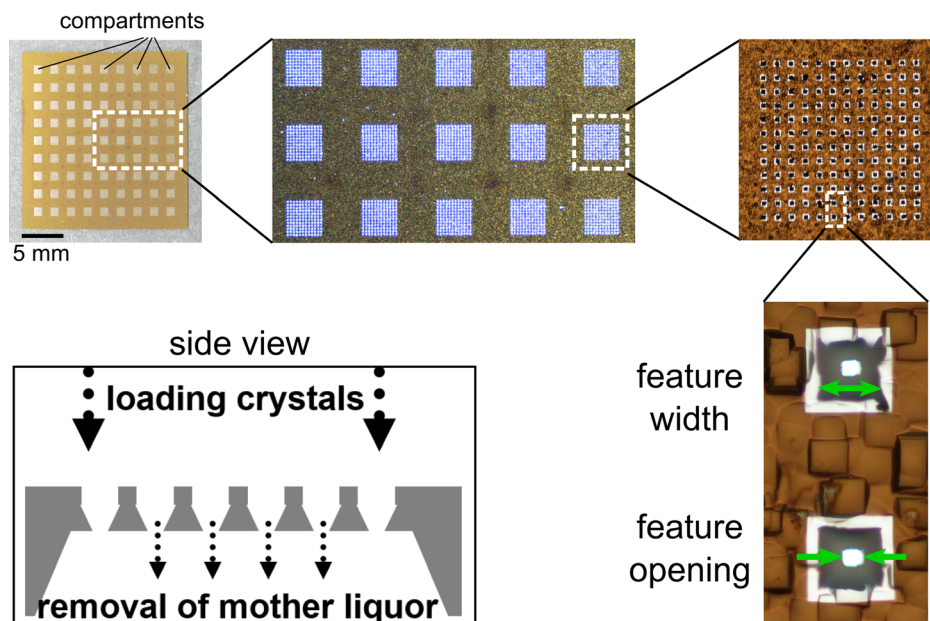 compartments
5 mm
side view
loading crystals
removal of mother liquor
feature
width
feature
opening